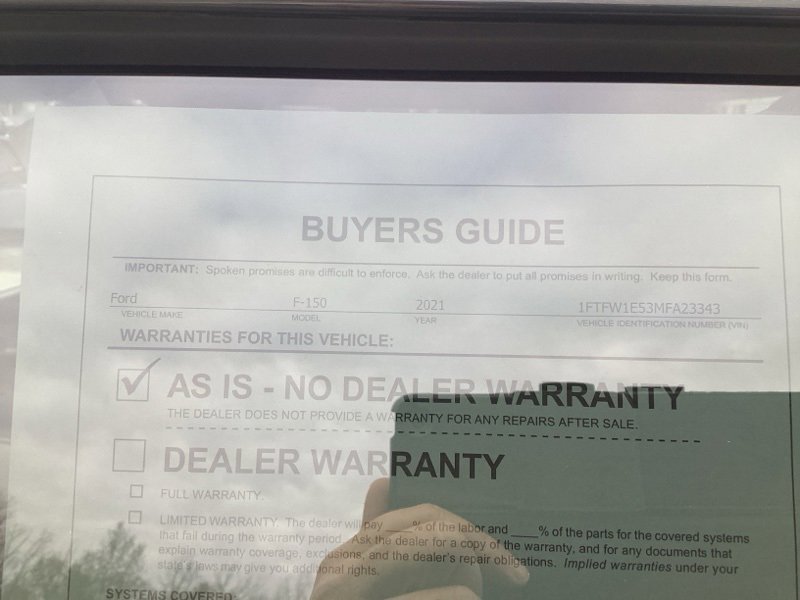 BUYERS GUIDE
IMPORTANT: Spoken promises are difficult to enforce. Ask the dealer to put all promises in writing. Keep this form.
Ford F-150 2021 1FTFW1E53MFA23343
VEHICLE MAKE MODEL YEAR VEHICLE IDENTIFICATION NUMBER (VIN)
WARRANTIES FOR THIS VEHICLE:
AS IS - NO DEALER WARRANTY
THE DEALER DOES NOT PROVIDE A WARRANTY FOR ANY REPAIRS AFTER SALE.
DEALER WARRANTY
FULL WARRANTY.
LIMITED WARRANTY. The dealer will pay ____% of the labor and ____% of the parts for the covered systems
that fail during the warranty period. Ask the dealer for a copy of the warranty, and for any documents that
explain warranty coverage, exclusions, and the dealer's repair obligations. Implied warranties under your
state's laws may give you additional rights.
SYSTEMS COVERED: